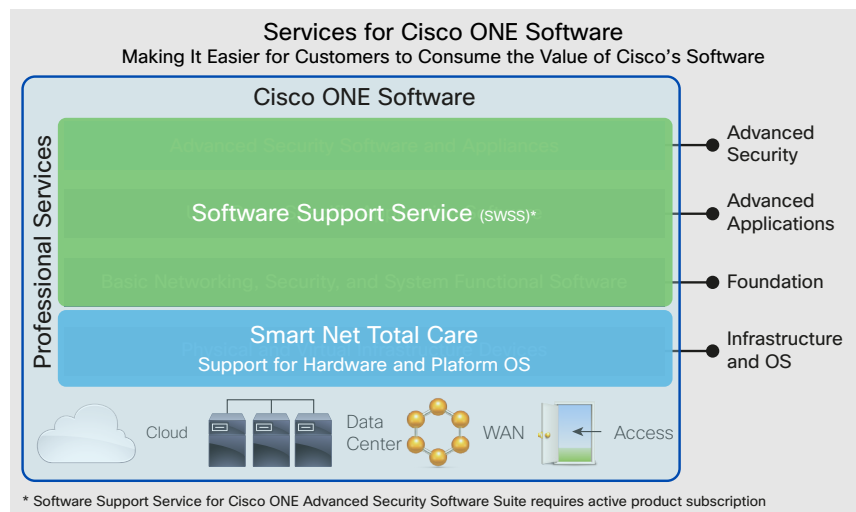 Services for Cisco ONE Software
Making It Easier for Customers to Consume the Value of Cisco's Software
Cisco ONE Software
Professional Services
Advanced Security Software and Appliances
Advanced
Security
Software Support Service (SWSS)*
Advanced
Applications
Basic Networking, Security, and System Functional Software
Foundation
Smart Net Total Care
Support for Hardware and Plaform OS
Infrastructure
and OS
Cloud
Data
Center
WAN
Access
* Software Support Service for Cisco ONE Advanced Security Software Suite requires active product subscription